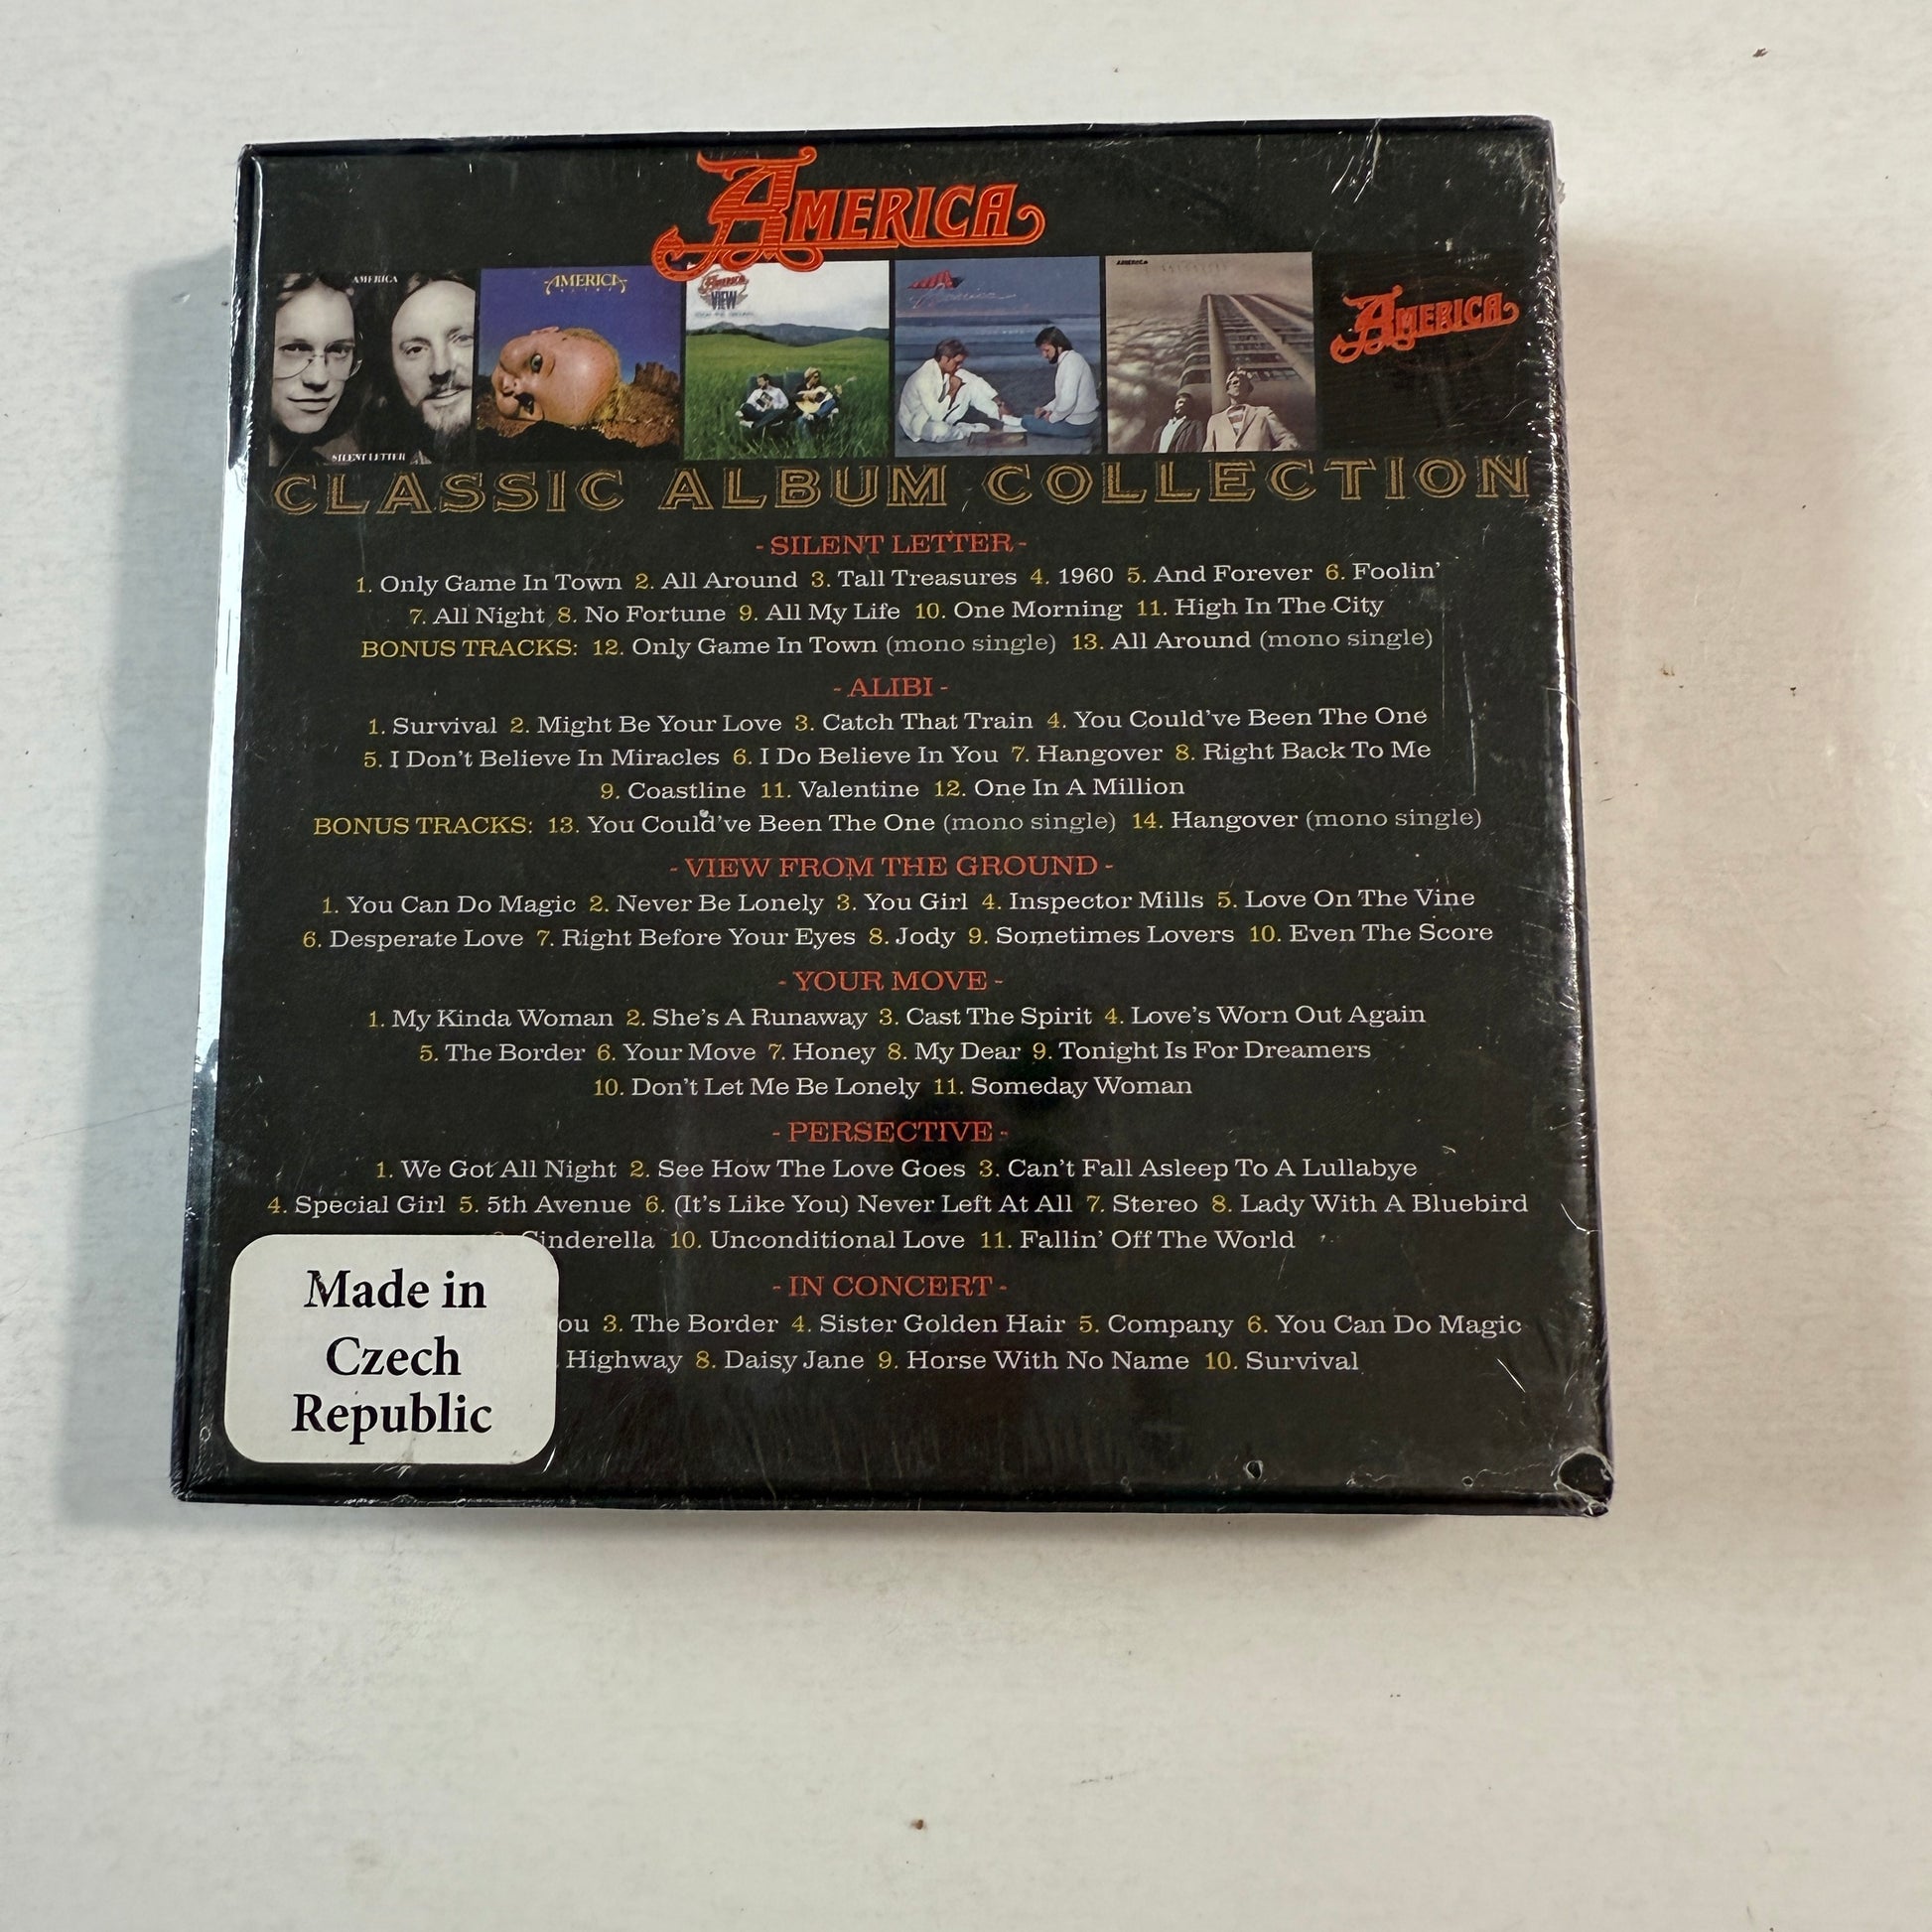 AMERICA
AMERICA
SILENT LETTER
AMERICA
ALIBI
AMERICA
VIEW
AMERICA
AMERICA
CLASSIC ALBUM COLLECTION
- SILENT LETTER -
1. Only Game In Town 2. All Around 3. Tall Treasures 4. 1960 5. And Forever 6. Foolin'
7. All Night 8. No Fortune 9. All My Life 10. One Morning 11. High In The City
BONUS TRACKS: 12. Only Game In Town (mono single) 13. All Around (mono single)
- ALIBI -
1. Survival 2. Might Be Your Love 3. Catch That Train 4. You Could've Been The One
5. I Don't Believe In Miracles 6. I Do Believe In You 7. Hangover 8. Right Back To Me
9. Coastline 11. Valentine 12. One In A Million
BONUS TRACKS: 13. You Could've Been The One (mono single) 14. Hangover (mono single)
- VIEW FROM THE GROUND -
1. You Can Do Magic 2. Never Be Lonely 3. You Girl 4. Inspector Mills 5. Love On The Vine
6. Desperate Love 7. Right Before Your Eyes 8. Jody 9. Sometimes Lovers 10. Even The Score
- YOUR MOVE -
1. My Kinda Woman 2. She's A Runaway 3. Cast The Spirit 4. Love's Worn Out Again
5. The Border 6. Your Move 7. Honey 8. My Dear 9. Tonight Is For Dreamers
10. Don't Let Me Be Lonely 11. Someday Woman
- PERSECTIVE -
1. We Got All Night 2. See How The Love Goes 3. Can't Fall Asleep To A Lullabye
4. Special Girl 5. 5th Avenue 6. (It's Like You) Never Left At All 7. Stereo 8. Lady With A Bluebird
Cinderella 10. Unconditional Love 11. Fallin' Off The World
- IN CONCERT -
ou 3. The Border 4. Sister Golden Hair 5. Company 6. You Can Do Magic
. Highway 8. Daisy Jane 9. Horse With No Name 10. Survival
Made in
Czech
Republic